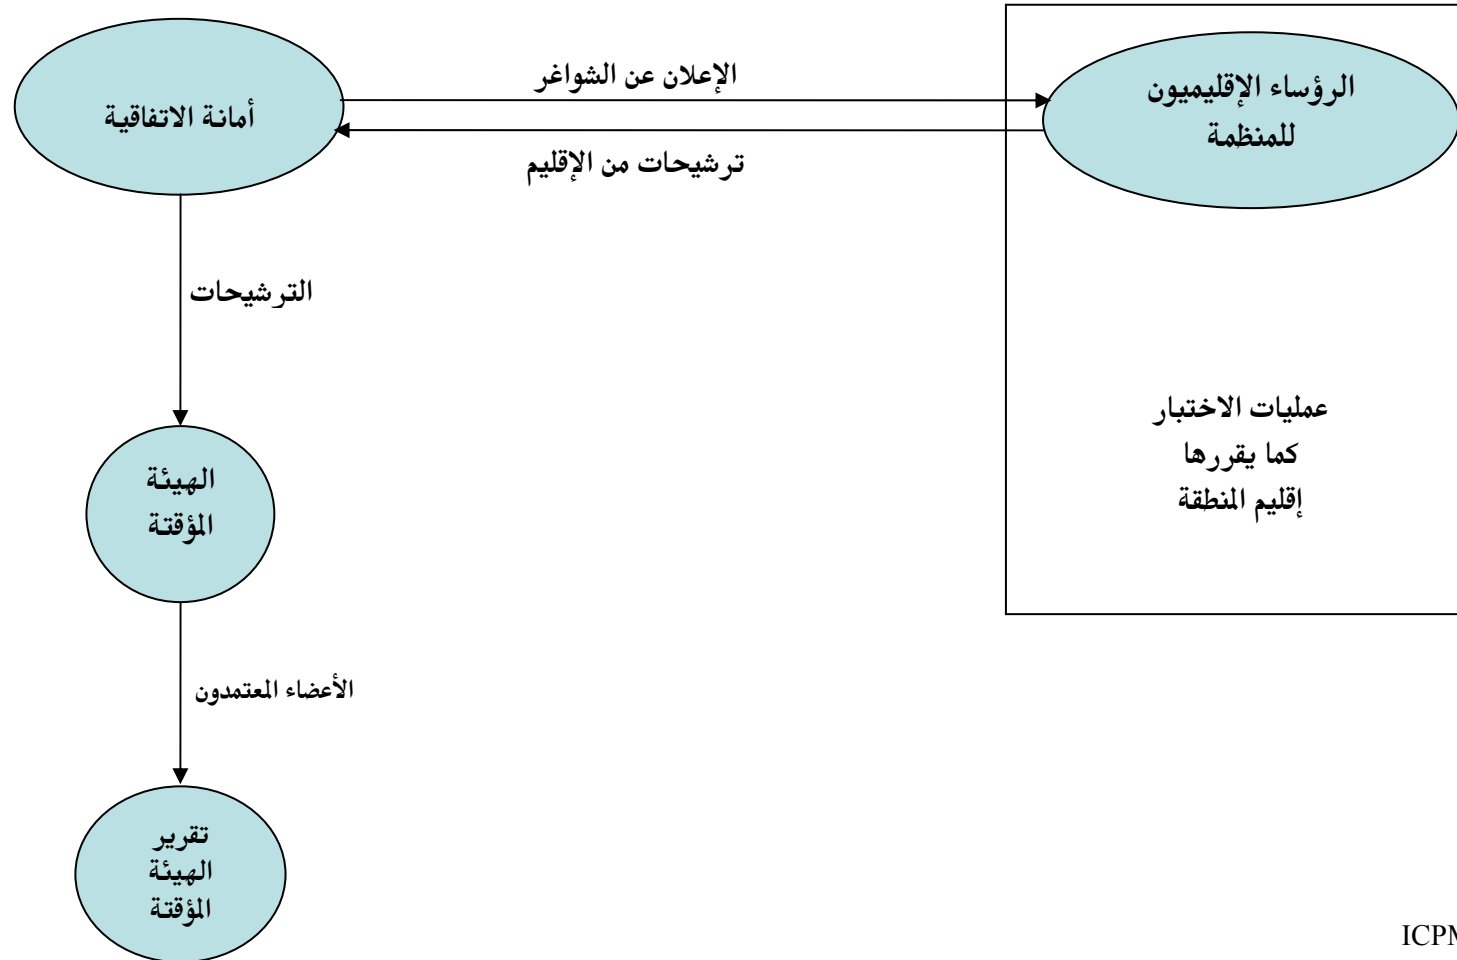 الإعلان عن الشواغر
الرؤساء الإقليميون
للمنظمة
أمانة الاتفاقية
ترشيحات من الإقليم
الترشيحات
عمليات الاختبار
كما يقررها
إقليم المنطقة
الهيئة
المؤقتة
الأعضاء المعتمدون
تقرير
الهيئة
المؤقتة
ICPM